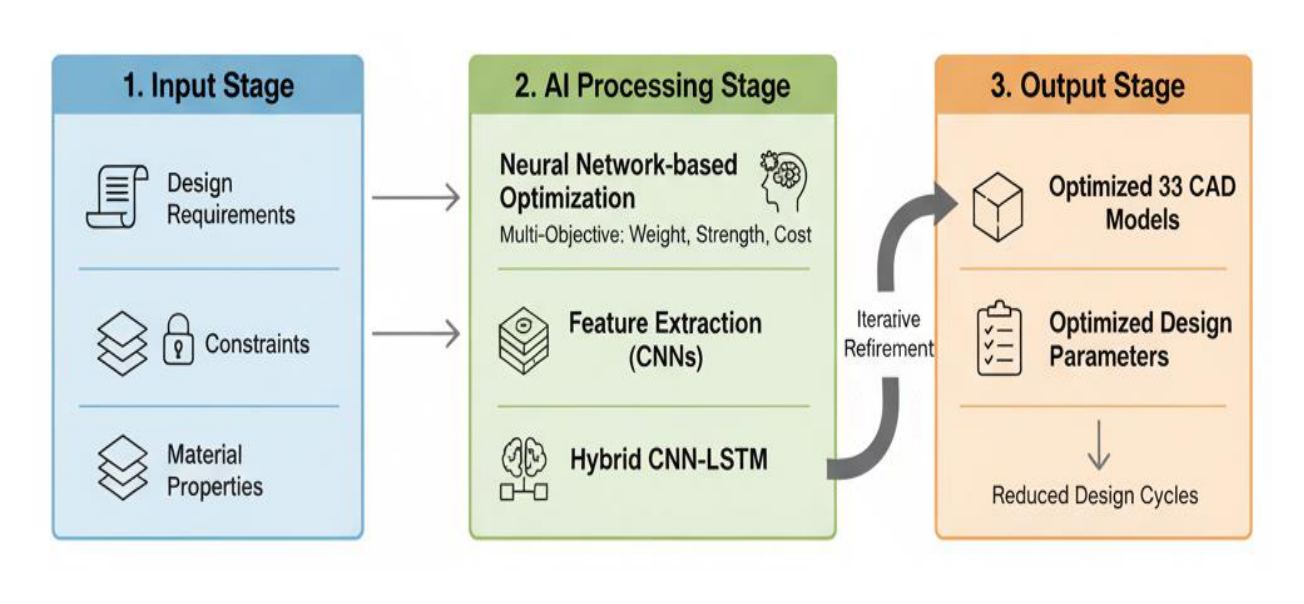 1. Input Stage
Design
Requirements
Constraints
Material
Properties
2. AI Processing Stage
Neural Network-based
Optimization
Multi-Objective: Weight, Strength, Cost
Feature Extraction
(CNNs)
Hybrid CNN-LSTM
Iterative
Refirement
3. Output Stage
Optimized 33 CAD
Models
Optimized Design
Parameters
Reduced Design Cycles